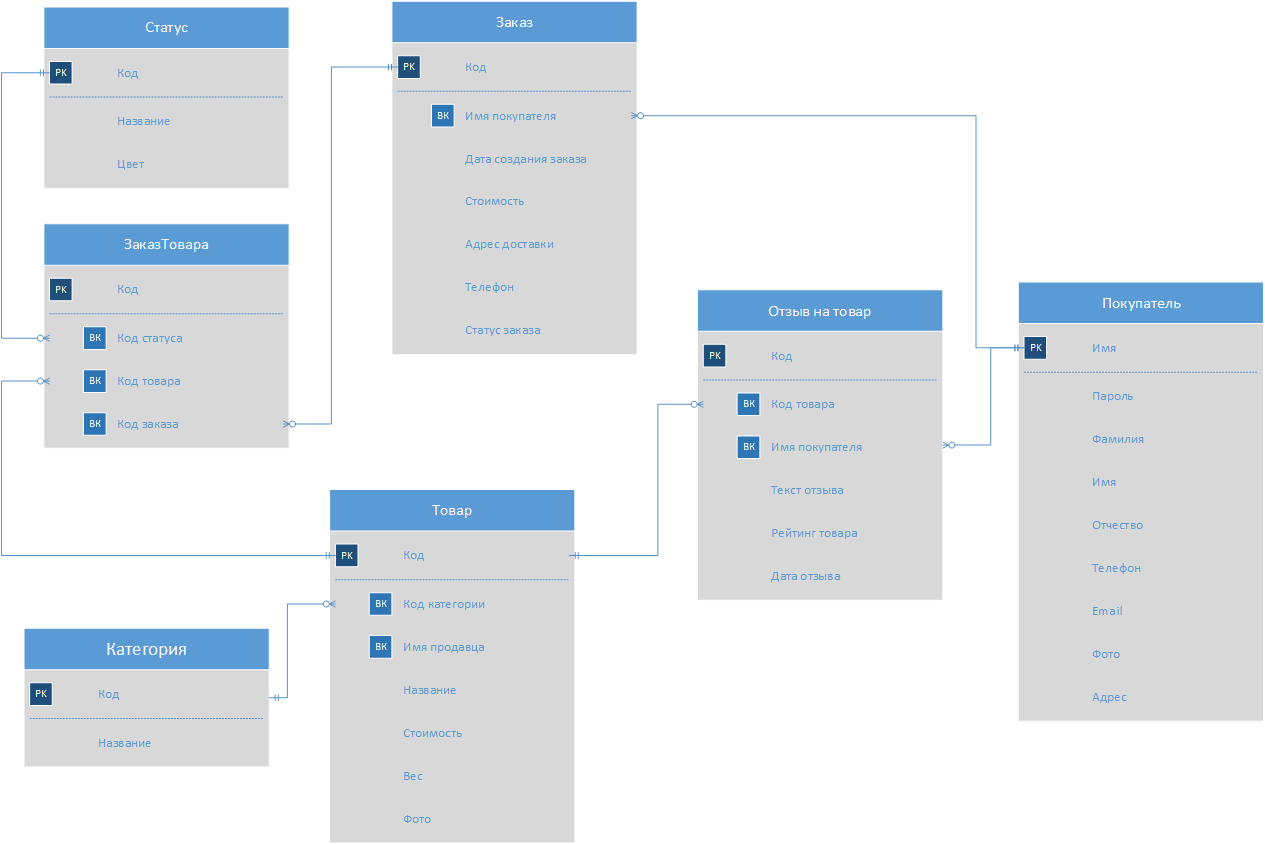 Статус
PK Код
Название
Цвет
Заказ
PK Код
ВК Имя покупателя
Дата создания заказа
Стоимость
Адрес доставки
Телефон
Статус заказа
ЗаказТовара
PK Код
ВК Код статуса
ВК Код товара
ВК Код заказа
Отзыв на товар
PK Код
ВК Код товара
ВК Имя покупателя
Текст отзыва
Рейтинг товара
Дата отзыва
Покупатель
PK Имя
Пароль
Фамилия
Имя
Отчество
Телефон
Email
Фото
Адрес
Товар
PK Код
ВК Код категории
ВК Имя продавца
Название
Стоимость
Вес
Фото
Категория
PK Код
Название